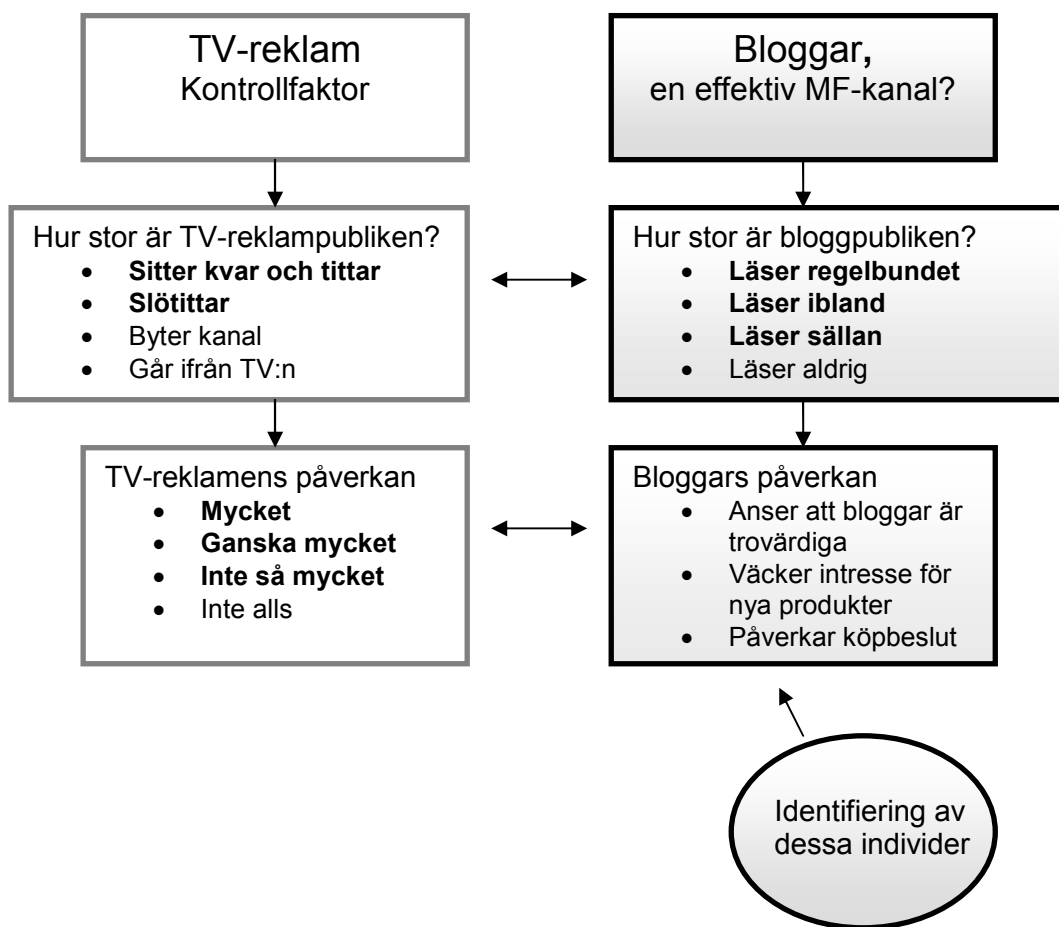 TV-reklam
Kontrollfaktor
Bloggar,
en effektiv MF-kanal?
Hur stor är TV-reklampubliken?
• Sitter kvar och tittar
• Slötittar
• Byter kanal
• Går ifrån TV:n
Hur stor är bloggpubliken?
• Läser regelbundet
• Läser ibland
• Läser sällan
• Läser aldrig
TV-reklamens påverkan
• Mycket
• Ganska mycket
• Inte så mycket
• Inte alls
Bloggars påverkan
• Anser att bloggar är
trovärdiga
• Väcker intresse för
nya produkter
• Påverkar köpbeslut
Identifiering av
dessa individer